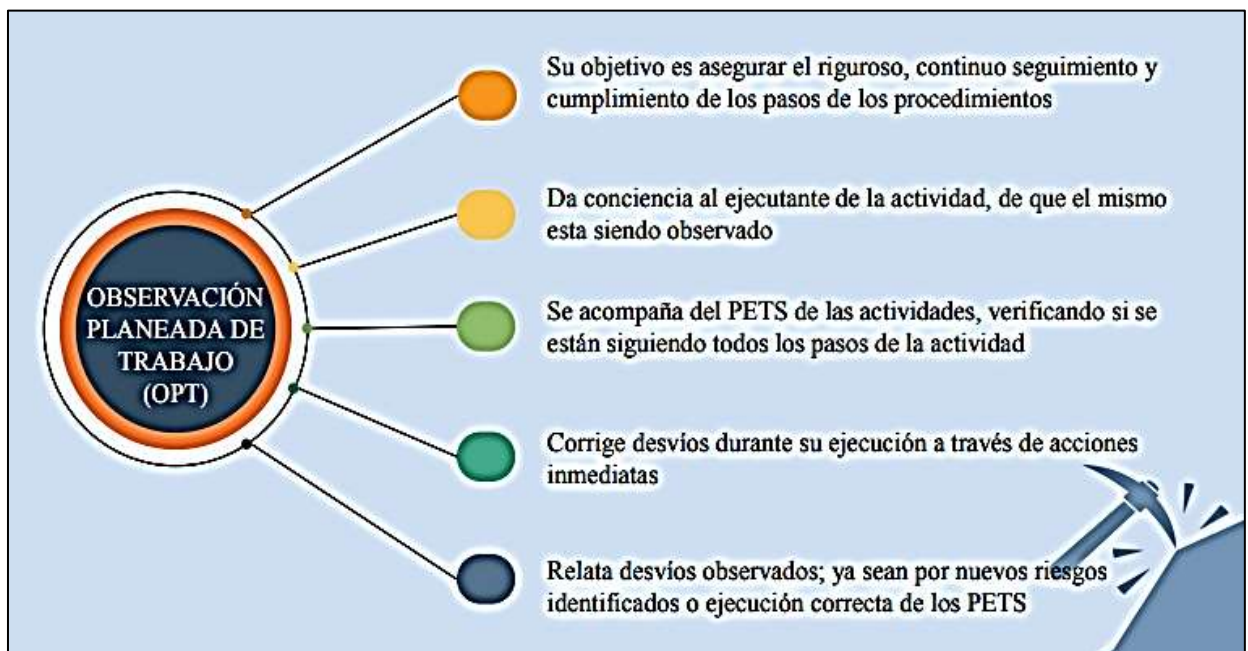 OBSERVACIÓN
PLANEADA DE
TRABAJO
(OPT)
Su objetivo es asegurar el riguroso, continuo seguimiento y
cumplimiento de los pasos de los procedimientos
Da conciencia al ejecutante de la actividad, de que el mismo
esta siendo observado
Se acompaña del PETS de las actividades, verificando si se
están siguiendo todos los pasos de la actividad
Corrige desvíos durante su ejecución a través de acciones
inmediatas
Relata desvíos observados; ya sean por nuevos riesgos
identificados o ejecución correcta de los PETS